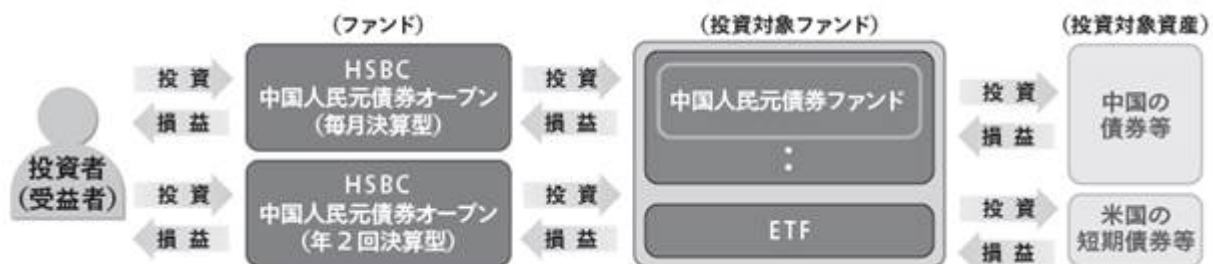 (ファンド)
(投資対象ファンド)
(投資対象資産)
投資者
(受益者)
投資
損益
HSBC
中国人民元債券オープン
(毎月決算型)
投資
損益
中国人民元債券ファンド
:
投資
損益
中国の
債券等
投資
損益
HSBC
中国人民元債券オープン
(年2回決算型)
投資
損益
ETF
投資
損益
米国の
短期債券等